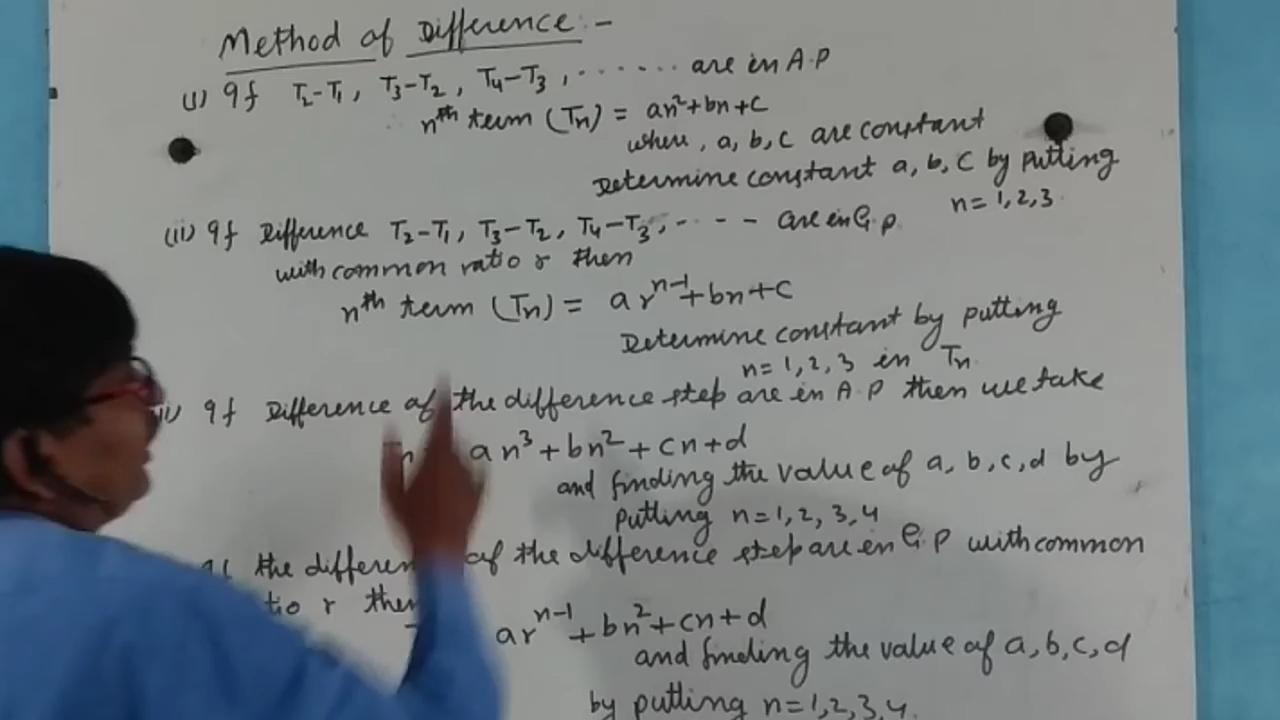 Method of Difference :-
(i) If T₂-T₁, T₃-T₂, T₄-T₃, ....... are in A.P
nth term (Tn) = an²+bn+c
where, a, b, c are constant
Determine constant a, b, c by putting
n = 1, 2, 3
(ii) If Difference T₂-T₁, T₃-T₂, T₄-T₃, - - - - are in G.P.
with common ratio r then
nth term (Tn) = ar^n-1+bn+c
Determine constant by putting
n = 1, 2, 3 in Tn.
If Difference of the difference step are in A.P then we take
an³+bn²+cn+d
and finding the value of a, b, c, d by
putting n=1, 2, 3, 4
the of the difference step are in G.P with common
r
ar^n-1+bn²+cn+d
and finding the value of a, b, c, d
by putting n=1,2,3,4.